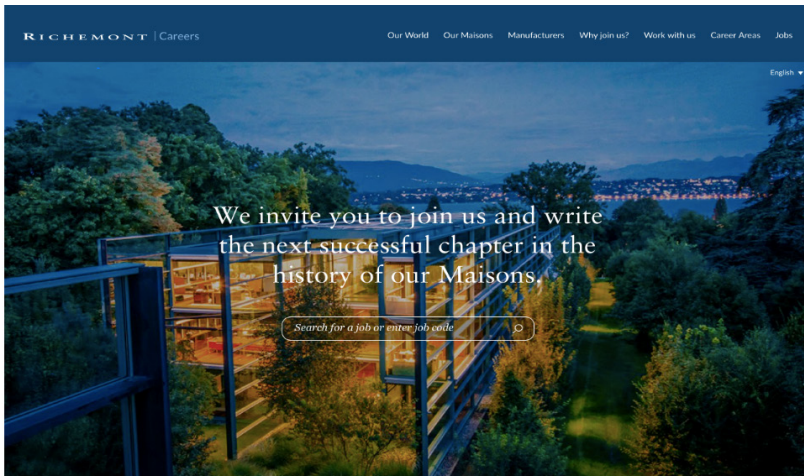 RICHEMONT | Careers
Our World Our Maisons Manufacturers Why join us? Work with us Career Areas Jobs
English
We invite you to join us and write
the next successful chapter in the
history of our Maisons.
Search for a job or enter job code